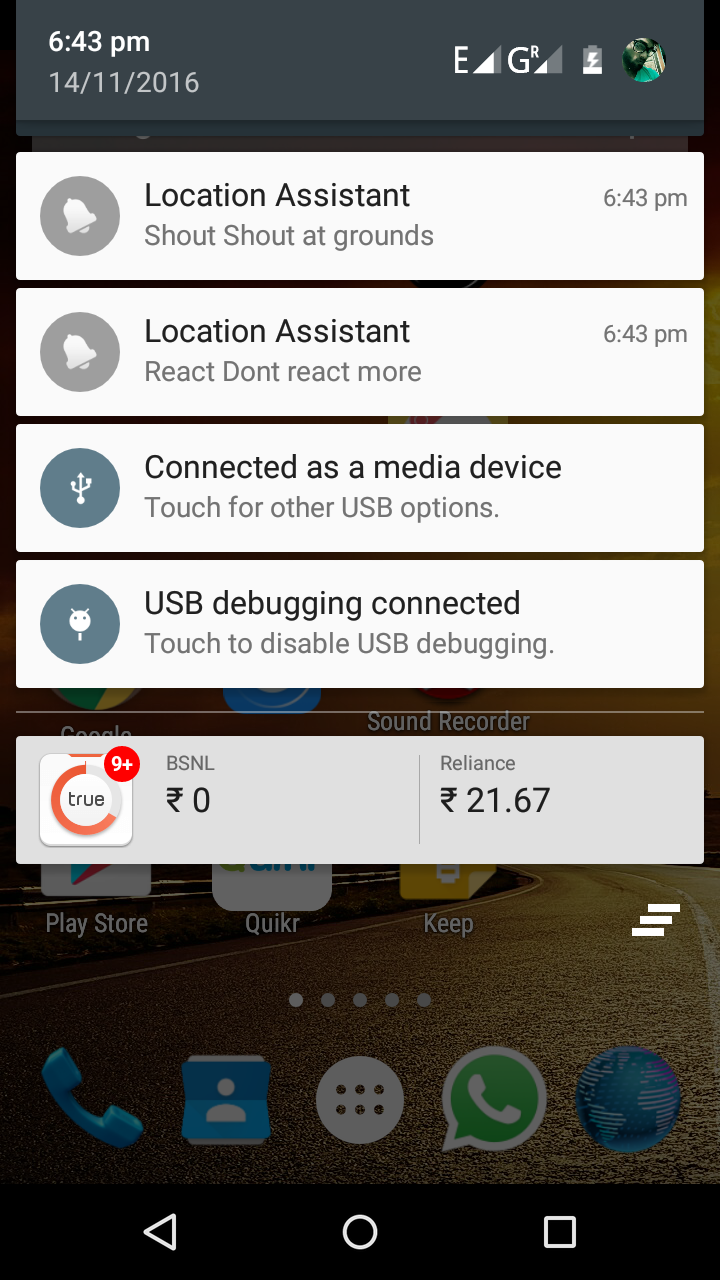 6:43 pm
14/11/2016
E G R
Location Assistant 6:43 pm
Shout Shout at grounds
Location Assistant 6:43 pm
React Dont react more
Connected as a media device
Touch for other USB options.
USB debugging connected
Touch to disable USB debugging.
Google
Sound Recorder
9+
true
BSNL
₹ 0
Reliance
₹ 21.67
Play Store
Quikr
Keep